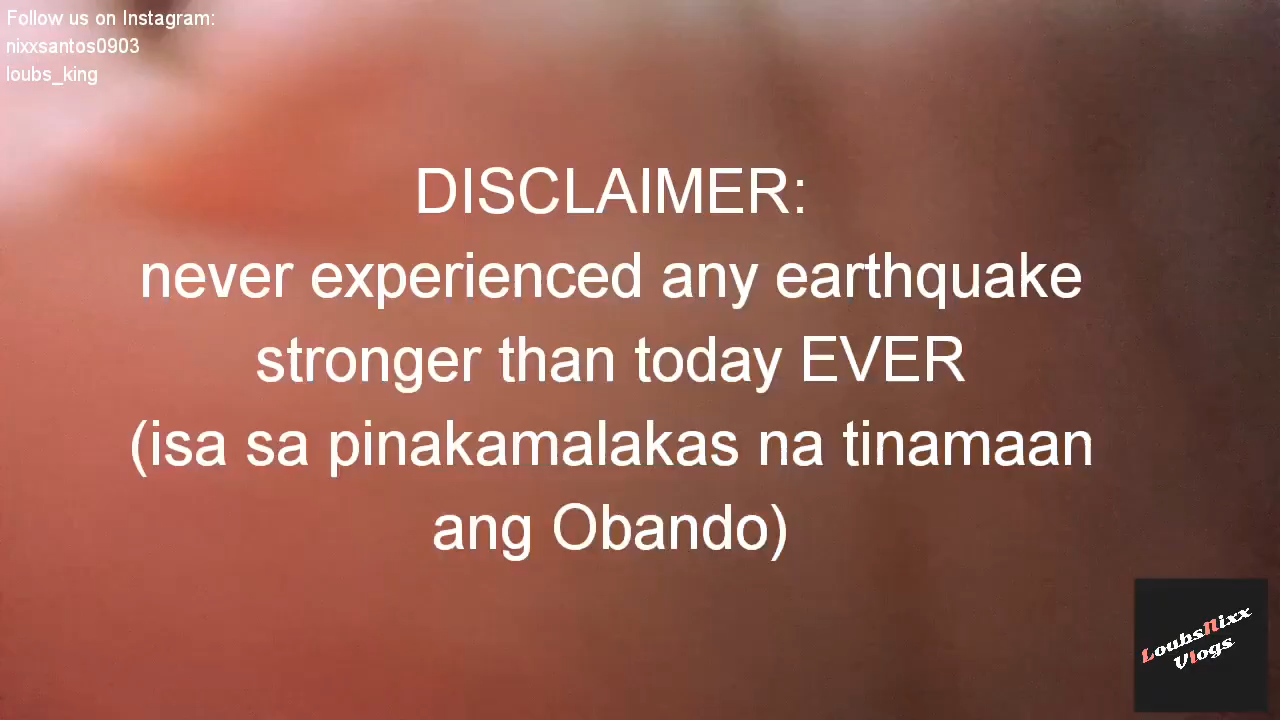 Follow us on Instagram:
nixxsantos0903
loubs_king
DISCLAIMER:
never experienced any earthquake
stronger than today EVER
(isa sa pinakamalakas na tinamaan
ang Obando)
LoubsNixx
Vlogs